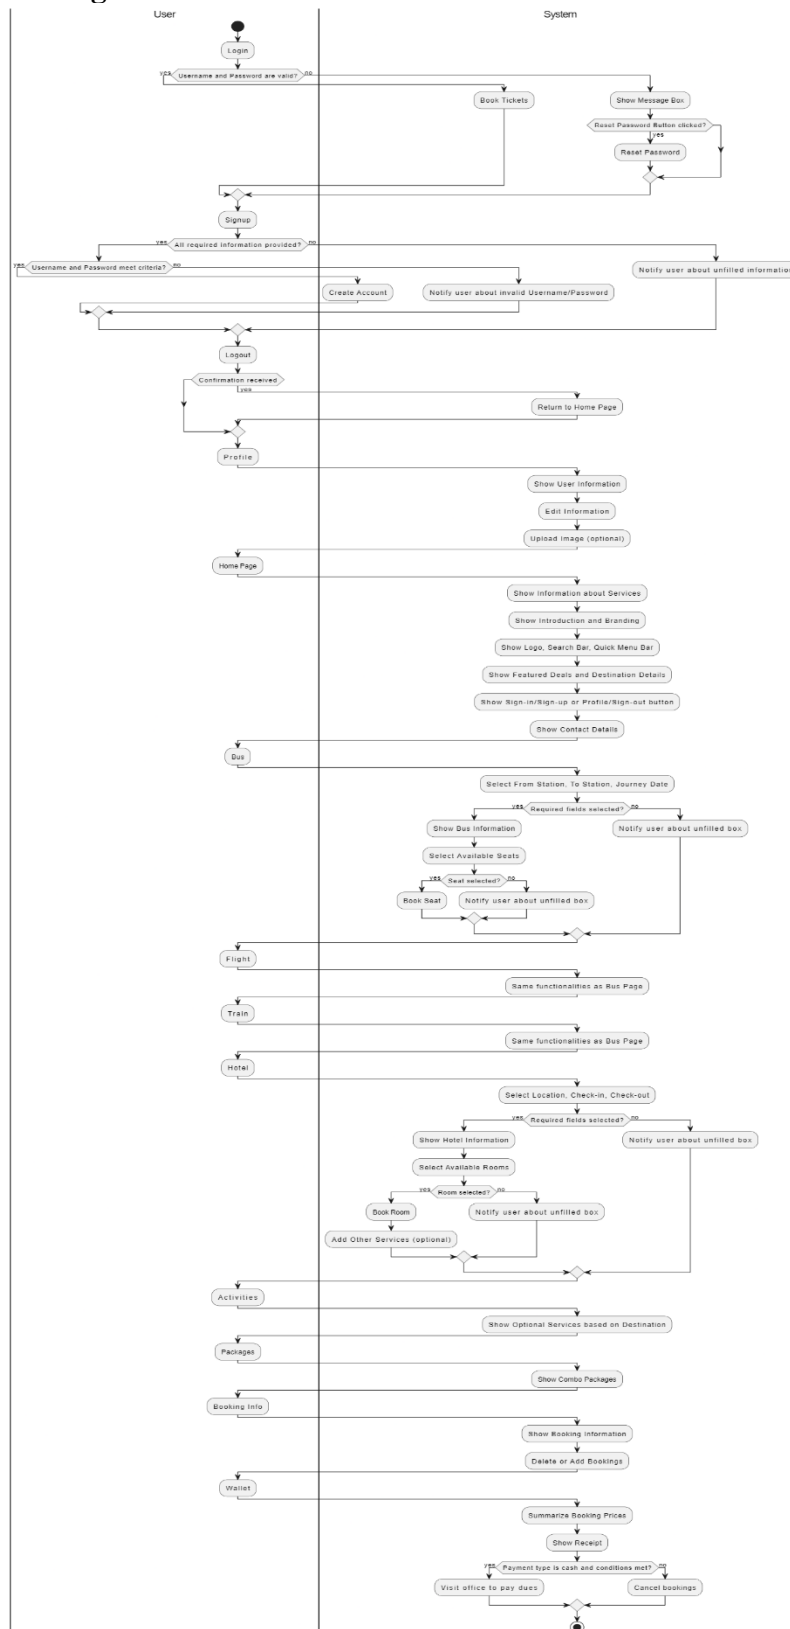 User
System
Login
yes
Username and Password are valid?
no
Book Tickets
Show Message Box
Reset Password Button clicked?
yes
Reset Password
Signup
yes
All required information provided?
no
yes
Username and Password meet criteria?
no
Notify user about unfilled information
Create Account
Notify user about invalid Username/Password
Logout
Confirmation received
yes
Return to Home Page
Profile
Show User Information
Edit Information
Upload Image (optional)
Home Page
Show Information about Services
Show Introduction and Branding
Show Logo, Search Bar, Quick Menu Bar
Show Featured Deals and Destination Details
Show Sign-in/Sign-up or Profile/Sign-out button
Show Contact Details
Bus
Select From Station, To Station, Journey Date
yes
Required fields selected?
no
Show Bus Information
Notify user about unfilled box
Select Available Seats
yes
Seat selected?
no
Book Seat
Notify user about unfilled box
Flight
Same functionalities as Bus Page
Train
Same functionalities as Bus Page
Hotel
Select Location, Check-in, Check-out
yes
Required fields selected?
no
Show Hotel Information
Notify user about unfilled box
Select Available Rooms
yes
Room selected?
no
Book Room
Notify user about unfilled box
Add Other Services (optional)
Activities
Show Optional Services based on Destination
Packages
Show Combo Packages
Booking Info
Show Booking Information
Delete or Add Bookings
Wallet
Summarize Booking Prices
Show Receipt
yes
Payment type is cash and conditions met?
no
Visit office to pay dues
Cancel bookings